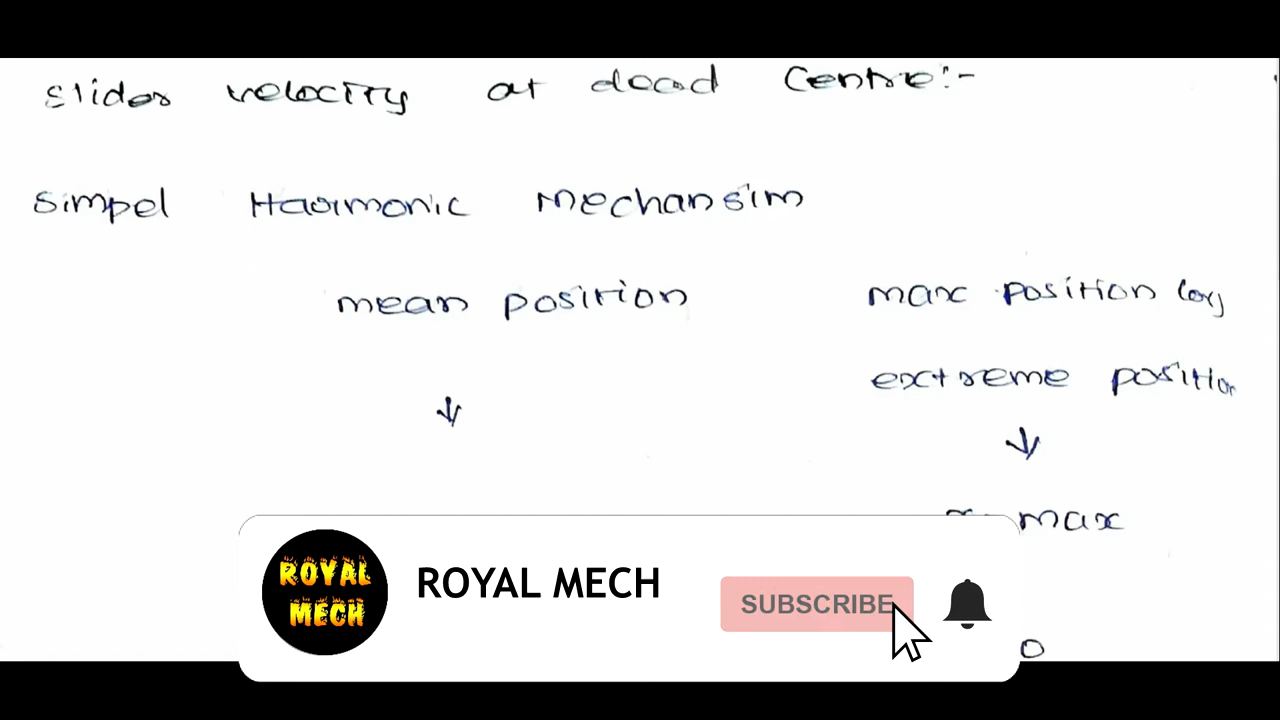 slider velocity at dead Centre:-
simpel Harmonic Mechansim
mean position
max position (or)
extreme position
max
0
ROYAL MECH
ROYAL MECH
SUBSCRIBE